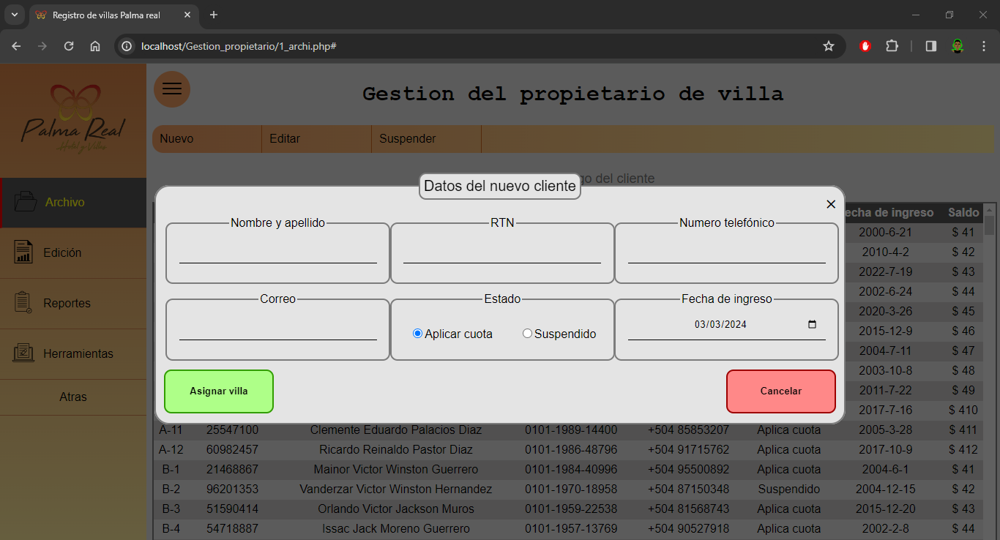 Registro de villas Palma real
localhost/Gestion_propietario/1_archi.php#
Palma Real
Hotel y Villas
Gestion del propietario de villa
Nuevo Editar Suspender
go del cliente
Datos del nuevo cliente
Archivo
Edición
Reportes
Herramientas
Atras
Nombre y apellido RTN Numero telefónico
Correo Estado Fecha de ingreso
Aplicar cuota Suspendido 03/03/2024
Asignar villa Cancelar
echa de ingreso Saldo
2000-6-21 $ 41
2010-4-2 $ 42
2022-7-19 $ 43
2002-6-24 $ 44
2020-3-26 $ 45
2015-12-9 $ 46
2004-7-11 $ 47
2003-10-8 $ 48
2011-7-22 $ 49
2017-7-16 $ 410
A-11 25547100 Clemente Eduardo Palacios Diaz 0101-1989-14400 +504 85853207 Aplica cuota 2005-3-28 $ 411
A-12 60982457 Ricardo Reinaldo Pastor Diaz 0101-1986-48796 +504 91715762 Aplica cuota 2017-10-9 $ 412
B-1 21468867 Mainor Victor Winston Guerrero 0101-1984-40996 +504 95500892 Aplica cuota 2004-6-1 $ 41
B-2 96201353 Vanderzar Victor Winston Hernandez 0101-1970-18958 +504 87150348 Suspendido 2004-12-15 $ 42
B-3 51590414 Orlando Victor Jackson Muros 0101-1959-22538 +504 81568743 Aplica cuota 2015-12-20 $ 43
B-4 54718887 Issac Jack Moreno Guerrero 0101-1957-13769 +504 90527918 Aplica cuota 2002-2-8 $ 44